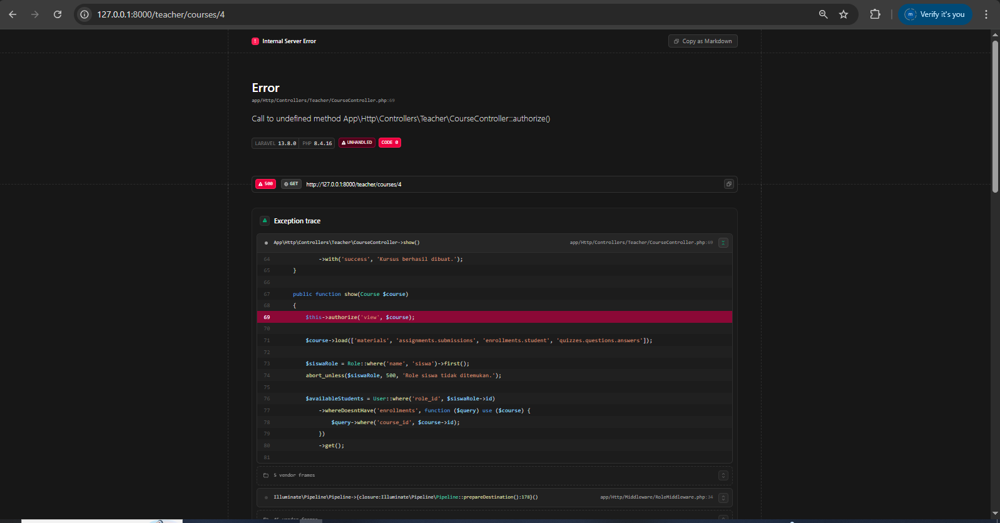 127.0.0.1:8000/teacher/courses/4
m Verify it's you
! Internal Server Error
Copy as Markdown
Error
app/Http/Controllers/Teacher/CourseController.php:69
Call to undefined method App\Http\Controllers\Teacher\CourseController::authorize()
LARAVEL 13.8.0 PHP 8.4.16 UNHANDLED CODE 0
500 GET http://127.0.0.1:8000/teacher/courses/4
Exception trace
App\Http\Controllers\Teacher\CourseController->show() app/Http/Controllers/Teacher/CourseController.php:69
64 ->with('success', 'Kursus berhasil dibuat.');
65 }
66
67 public function show(Course $course)
68 {
69 $this->authorize('view', $course);
70
71 $course->load(['materials', 'assignments.submissions', 'enrollments.student', 'quizzes.questions.answers']);
72
73 $siswaRole = Role::where('name', 'siswa')->first();
74 abort_unless($siswaRole, 500, 'Role siswa tidak ditemukan.');
75
76 $availableStudents = User::where('role_id', $siswaRole->id)
77 ->whereDoesntHave('enrollments', function ($query) use ($course) {
78 $query->where('course_id', $course->id);
79 })
80 ->get();
81
5 vendor frames
Illuminate\Pipeline\Pipeline->{closure:Illuminate\Pipeline\Pipeline::prepareDestination():178}() app/Http/Middleware/RoleMiddleware.php:34